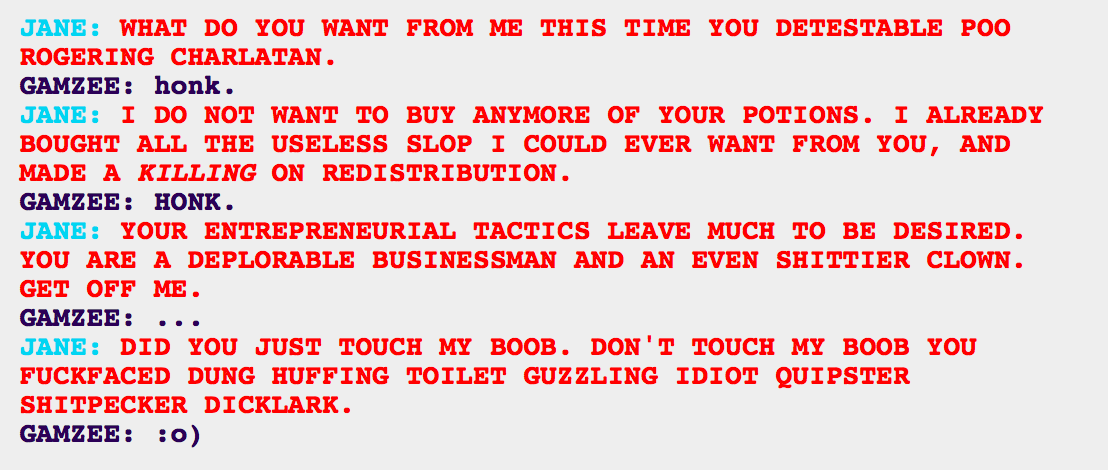 JANE: WHAT DO YOU WANT FROM ME THIS TIME YOU DETESTABLE POO
ROGERING CHARLATAN.
GAMZEE: honk.
JANE: I DO NOT WANT TO BUY ANYMORE OF YOUR POTIONS. I ALREADY
BOUGHT ALL THE USELESS SLOP I COULD EVER WANT FROM YOU, AND
MADE A KILLING ON REDISTRIBUTION.
GAMZEE: HONK.
JANE: YOUR ENTREPRENEURIAL TACTICS LEAVE MUCH TO BE DESIRED.
YOU ARE A DEPLORABLE BUSINESSMAN AND AN EVEN SHITTIER CLOWN.
GET OFF ME.
GAMZEE: ...
JANE: DID YOU JUST TOUCH MY BOOB. DON'T TOUCH MY BOOB YOU
FUCKFACED DUNG HUFFING TOILET GUZZLING IDIOT QUIPSTER
SHITPECKER DICKLARK.
GAMZEE: :o)